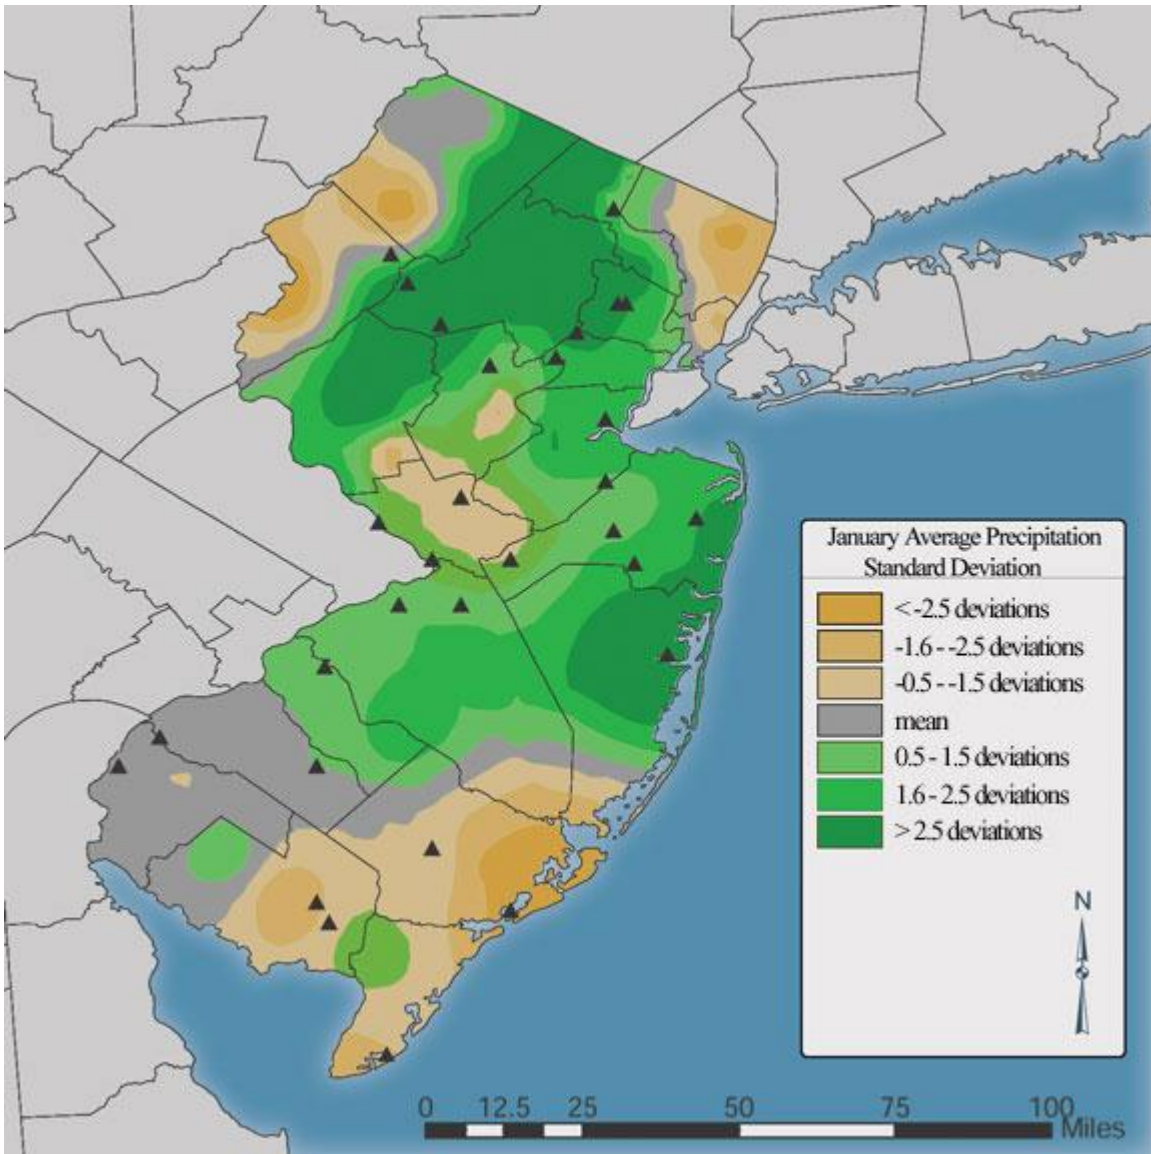 January Average Precipitation
Standard Deviation
< -2.5 deviations
-1.6 - -2.5 deviations
-0.5 - -1.5 deviations
mean
0.5 - 1.5 deviations
1.6 - 2.5 deviations
> 2.5 deviations
N
0 12.5 25 50 75 100
Miles